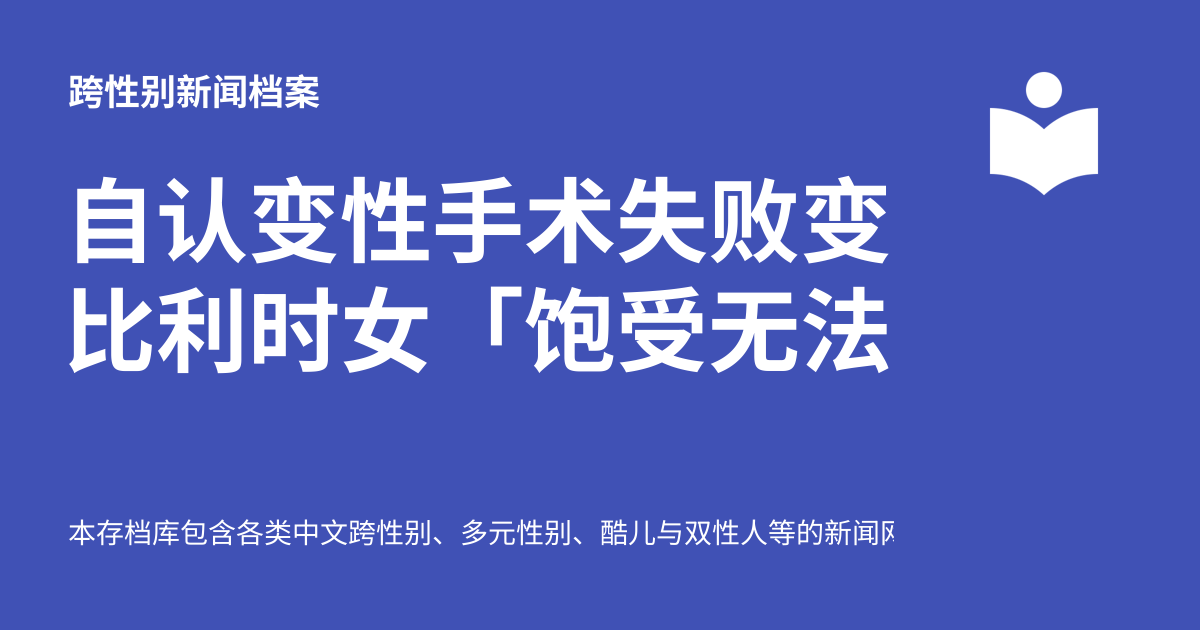 跨性别新闻档案
自认变性手术失败变
比利时女「饱受无法
本存档库包含各类中文跨性别、多元性别、酷儿与双性人等的新闻网